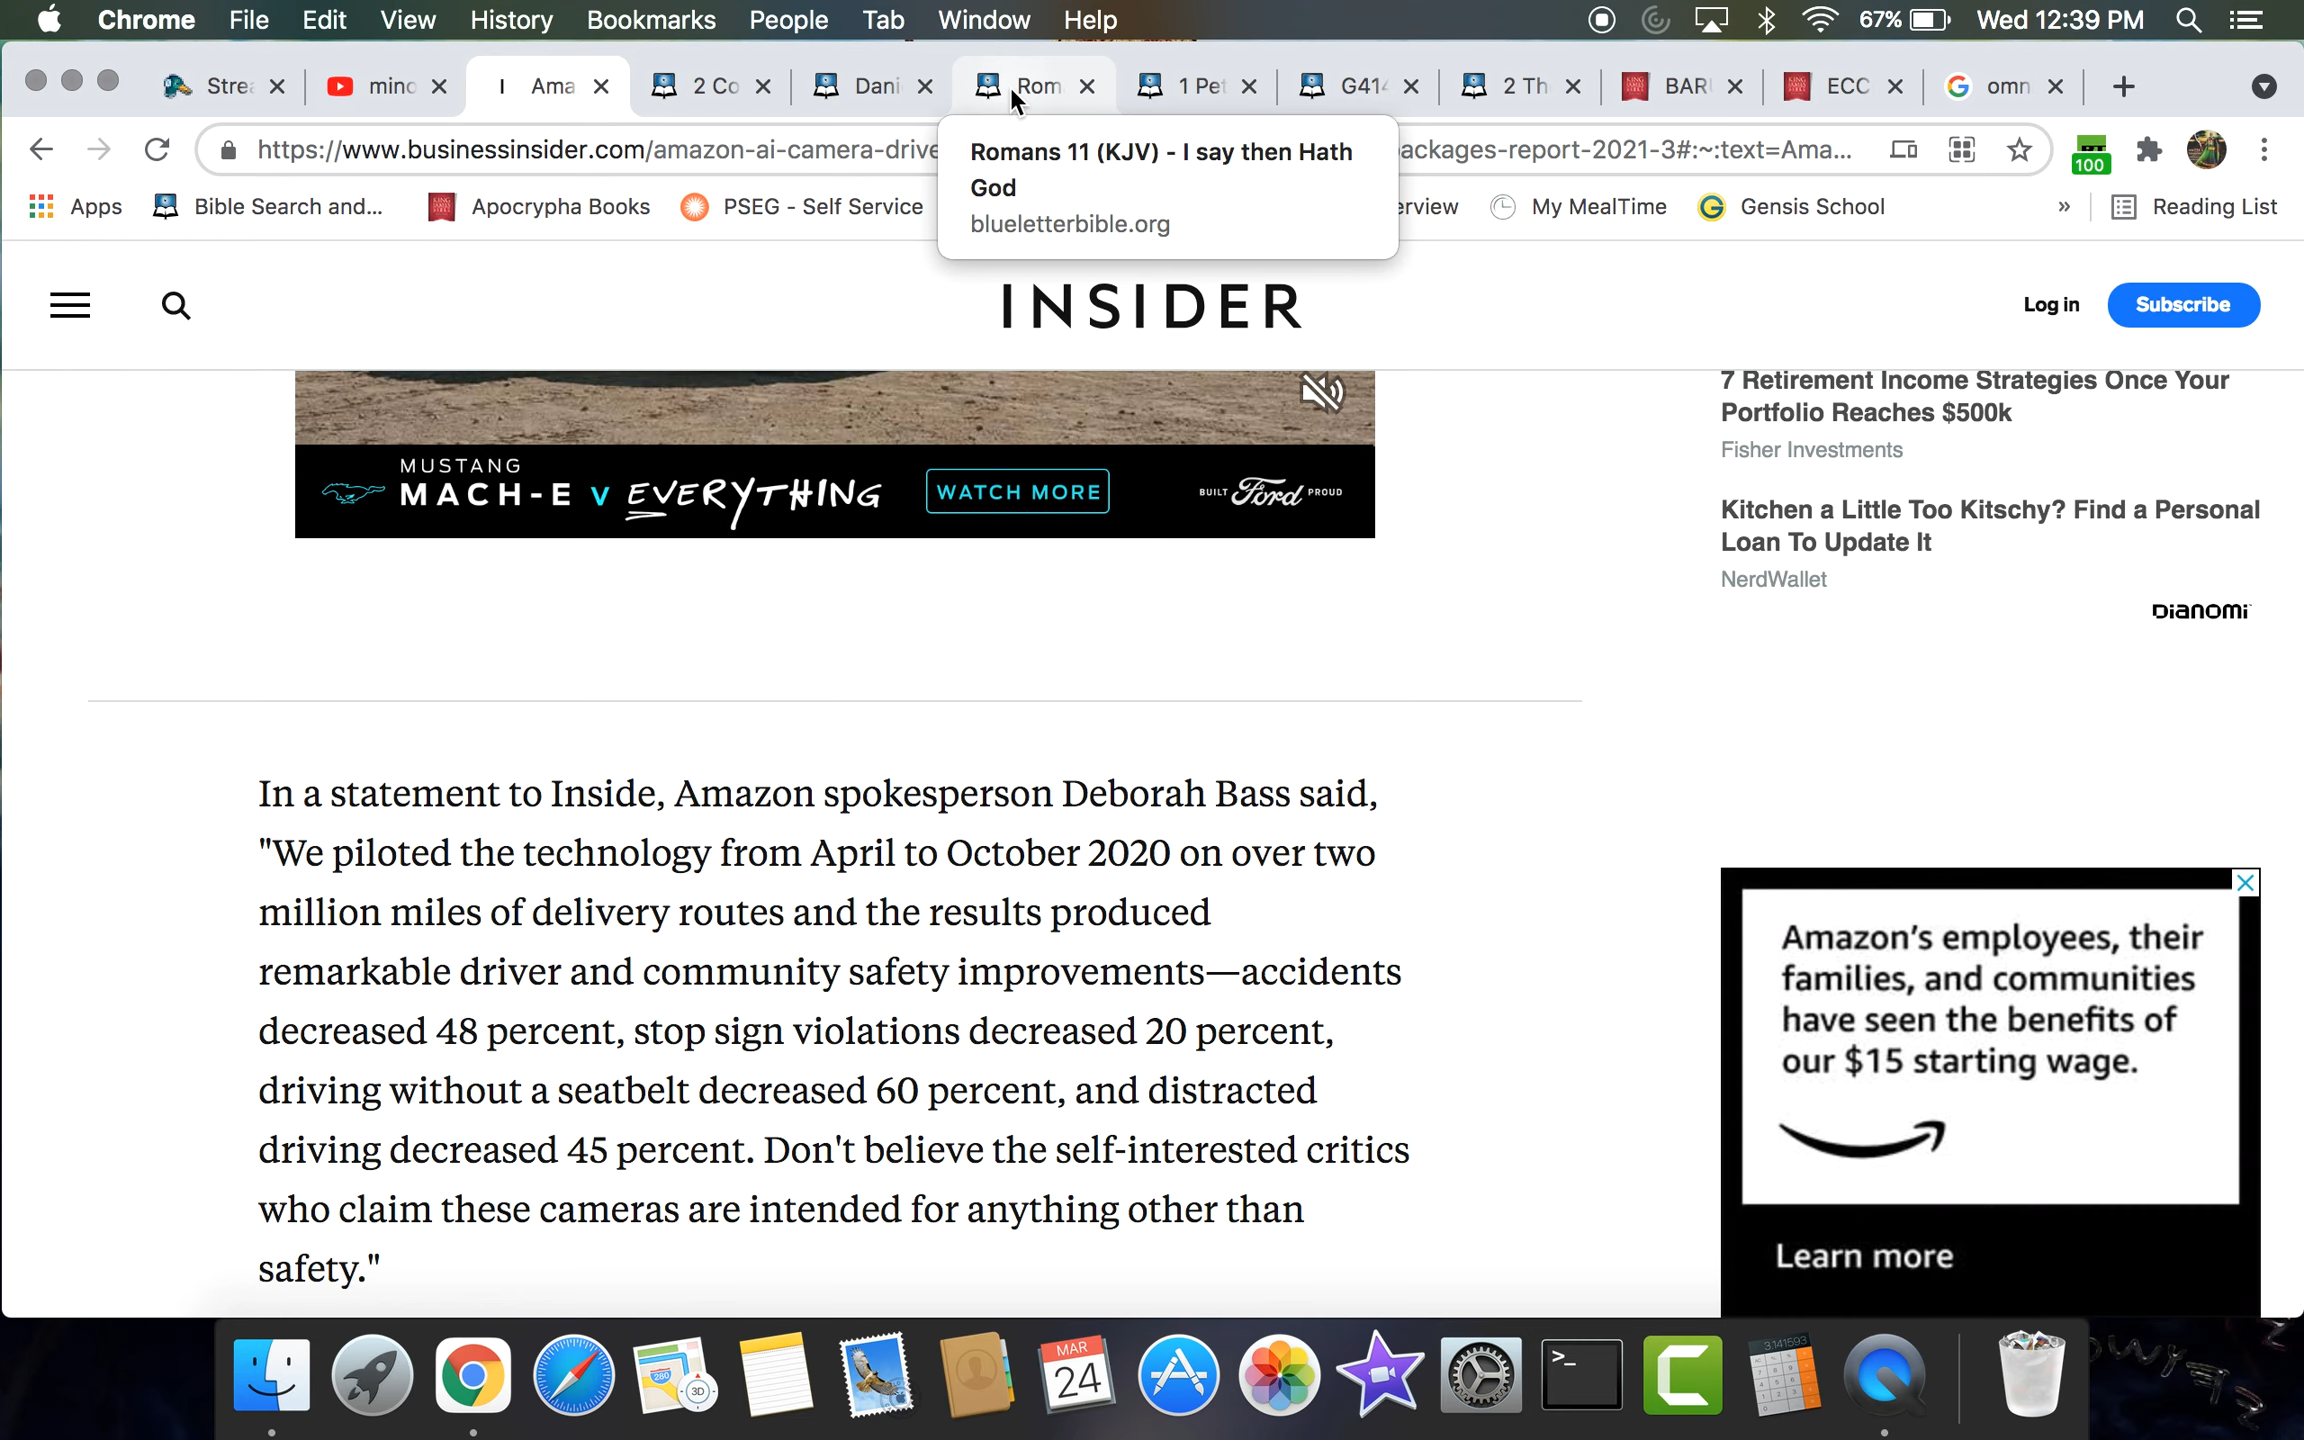 Chrome File Edit View History Bookmarks People Tab Window Help 67% Wed 12:39 PM
Stre mino I Ama 2 Co Dani Rom 1 Pet G414 2 Th BAR ECC omn
https://www.businessinsider.com/amazon-ai-camera-drive ackages-report-2021-3#:~:text=Ama... 100
Romans 11 (KJV) - I say then Hath
God
blueletterbible.org
Apps Bible Search and... Apocrypha Books PSEG - Self Service erview My MealTime Gensis School » Reading List
INSIDER
Log in Subscribe
MUSTANG
MACH-E v EVERYTHING
WATCH MORE
BUILT Ford PROUD
7 Retirement Income Strategies Once Your
Portfolio Reaches $500k
Fisher Investments
Kitchen a Little Too Kitschy? Find a Personal
Loan To Update It
NerdWallet
DIANOMI
In a statement to Inside, Amazon spokesperson Deborah Bass said,
"We piloted the technology from April to October 2020 on over two
million miles of delivery routes and the results produced
remarkable driver and community safety improvements—accidents
decreased 48 percent, stop sign violations decreased 20 percent,
driving without a seatbelt decreased 60 percent, and distracted
driving decreased 45 percent. Don't believe the self-interested critics
who claim these cameras are intended for anything other than
safety."
Amazon's employees, their
families, and communities
have seen the benefits of
our $15 starting wage.
Learn more
280
3D
MAR
24
>_
3.141593